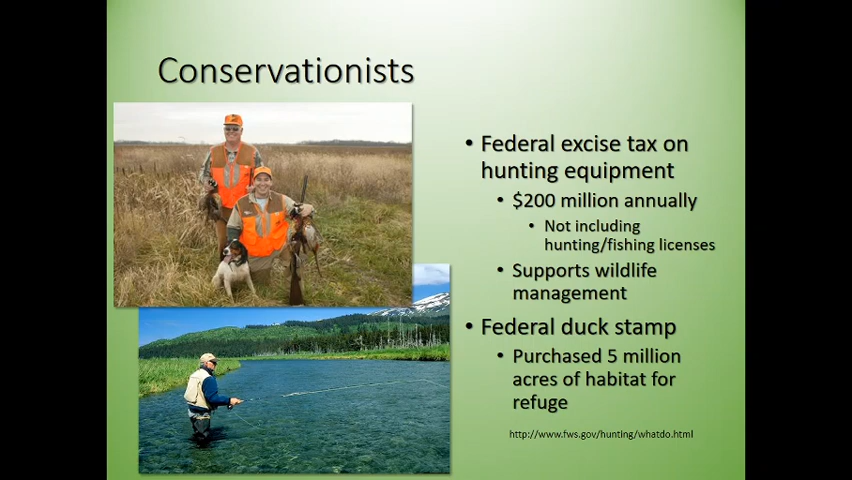 Conservationists
• Federal excise tax on
hunting equipment
• $200 million annually
• Not including
hunting/fishing licenses
• Supports wildlife
management
• Federal duck stamp
• Purchased 5 million
acres of habitat for
refuge
http://www.fws.gov/hunting/whatdo.html